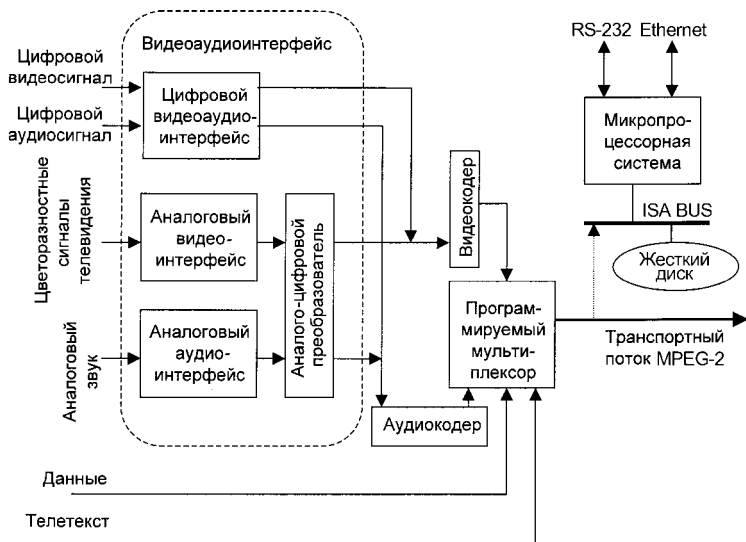 Видеоаудиоинтерфейс
Цифровой
видеосигнал
Цифровой
аудиосигнал
Цифровой
видеоаудио-
интерфейс
Цветоразностные
сигналы
телевидения
Аналоговый
видео-
интерфейс
Аналого-цифровой
преобразователь
Аналоговый
звук
Аналоговый
аудио-
интерфейс
Видеокодер
Аудиокодер
Програм-
мируемый
мульти-
плексор
RS-232 Ethernet
Микропро-
цессорная
система
ISA BUS
Жесткий
диск
Транспортный
поток MPEG-2
Данные
Телетекст